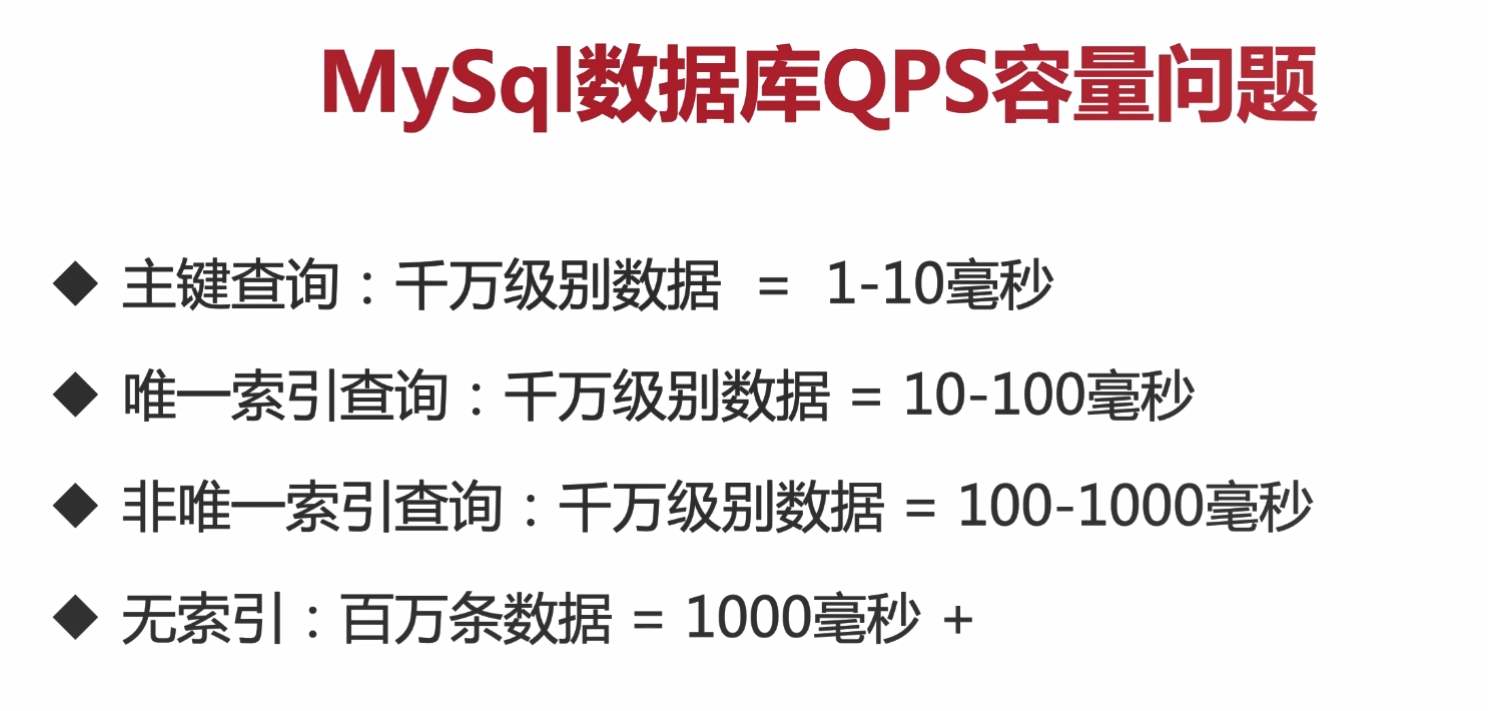 MySql数据库QPS容量问题
◆ 主键查询：千万级别数据 = 1-10毫秒
◆ 唯一索引查询：千万级别数据 = 10-100毫秒
◆ 非唯一索引查询：千万级别数据 = 100-1000毫秒
◆ 无索引：百万条数据 = 1000毫秒 +